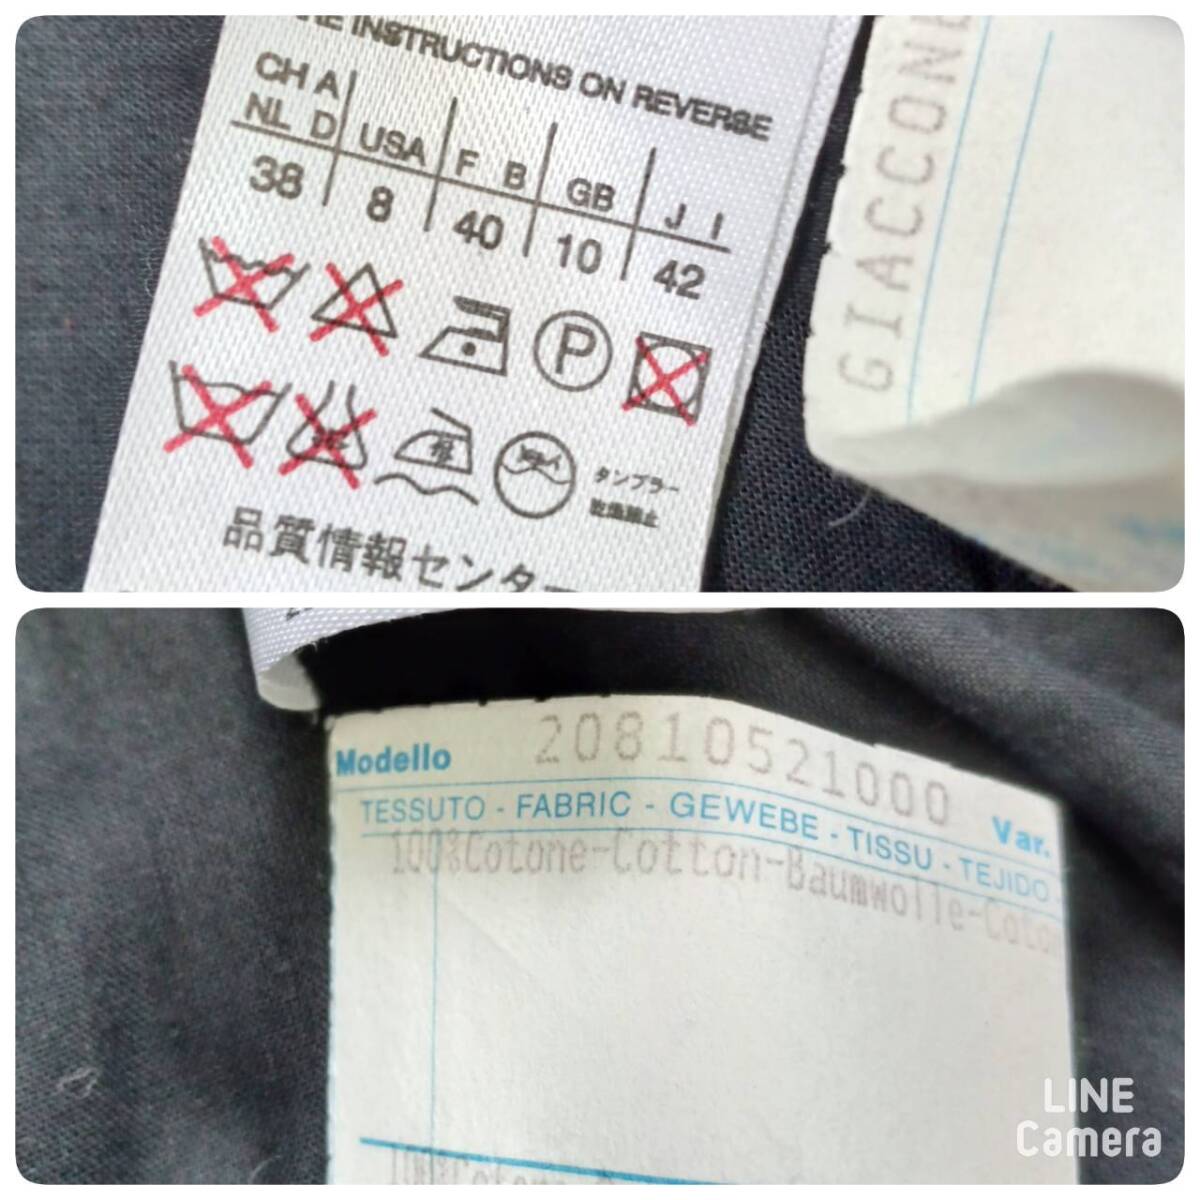 INSTRUCTIONS ON REVERSE
CH A
NL D
USA
F B
GB
J I
38
8
40
10
42
P
タンブラー
乾燥禁止
品質情報センター
GIACCONE
Modello
20810521000
Var.
TESSUTO - FABRIC - GEWEBE - TISSU - TEJIDO -
100%Cotone-Cotton-Baumwolle-Coton
LINE
Camera